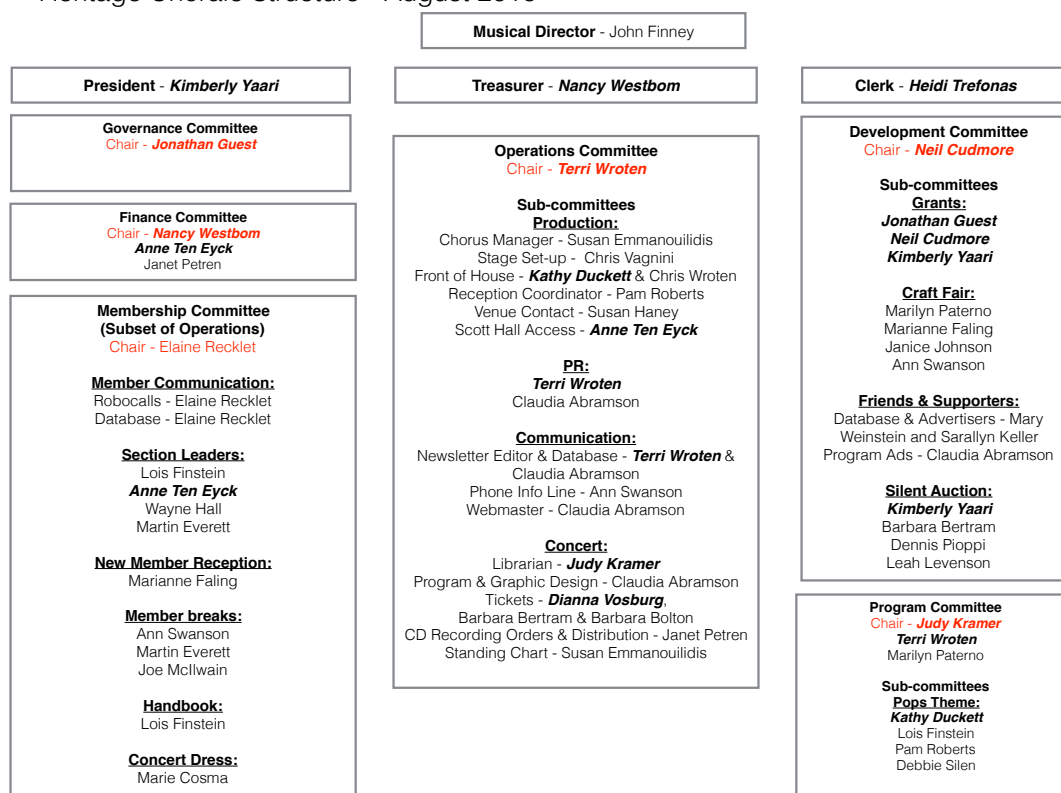 Musical Director - John Finney
President - Kimberly Yaari
Treasurer - Nancy Westbom
Clerk - Heidi Trefonas
Governance Committee
Chair - Jonathan Guest
Finance Committee
Chair - Nancy Westbom
Anne Ten Eyck
Janet Petren
Membership Committee
(Subset of Operations)
Chair - Elaine Recklet
Member Communication:
Robocalls - Elaine Recklet
Database - Elaine Recklet
Section Leaders:
Lois Finstein
Anne Ten Eyck
Wayne Hall
Martin Everett
New Member Reception:
Marianne Faling
Member breaks:
Ann Swanson
Martin Everett
Joe McIlwain
Handbook:
Lois Finstein
Concert Dress:
Marie Cosma
Operations Committee
Chair - Terri Wroten
Sub-committees
Production:
Chorus Manager - Susan Emmanouilidis
Stage Set-up - Chris Vagnini
Front of House - Kathy Duckett & Chris Wroten
Reception Coordinator - Pam Roberts
Venue Contact - Susan Haney
Scott Hall Access - Anne Ten Eyck
PR:
Terri Wroten
Claudia Abramson
Communication:
Newsletter Editor & Database - Terri Wroten &
Claudia Abramson
Phone Info Line - Ann Swanson
Webmaster - Claudia Abramson
Concert:
Librarian - Judy Kramer
Program & Graphic Design - Claudia Abramson
Tickets - Dianna Vosburg,
Barbara Bertram & Barbara Bolton
CD Recording Orders & Distribution - Janet Petren
Standing Chart - Susan Emmanouilidis
Development Committee
Chair - Neil Cudmore
Sub-committees
Grants:
Jonathan Guest
Neil Cudmore
Kimberly Yaari
Craft Fair:
Marilyn Paterno
Marianne Faling
Janice Johnson
Ann Swanson
Friends & Supporters:
Database & Advertisers - Mary
Weinstein and Sarallyn Keller
Program Ads - Claudia Abramson
Silent Auction:
Kimberly Yaari
Barbara Bertram
Dennis Pioppi
Leah Levenson
Program Committee
Chair - Judy Kramer
Terri Wroten
Marilyn Paterno
Sub-committees
Pops Theme:
Kathy Duckett
Lois Finstein
Pam Roberts
Debbie Silen